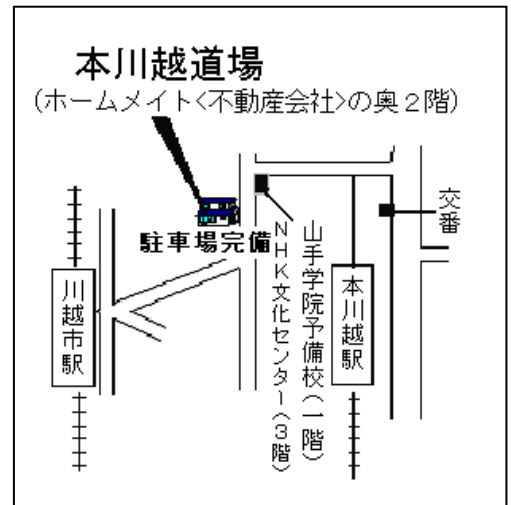 本川越道場
(ホームメイト<不動産会社>の奥2階)
駐車場完備
交番
山手学院予備校(一階)
NHK文化センター(3階)
本川越駅
川越市駅